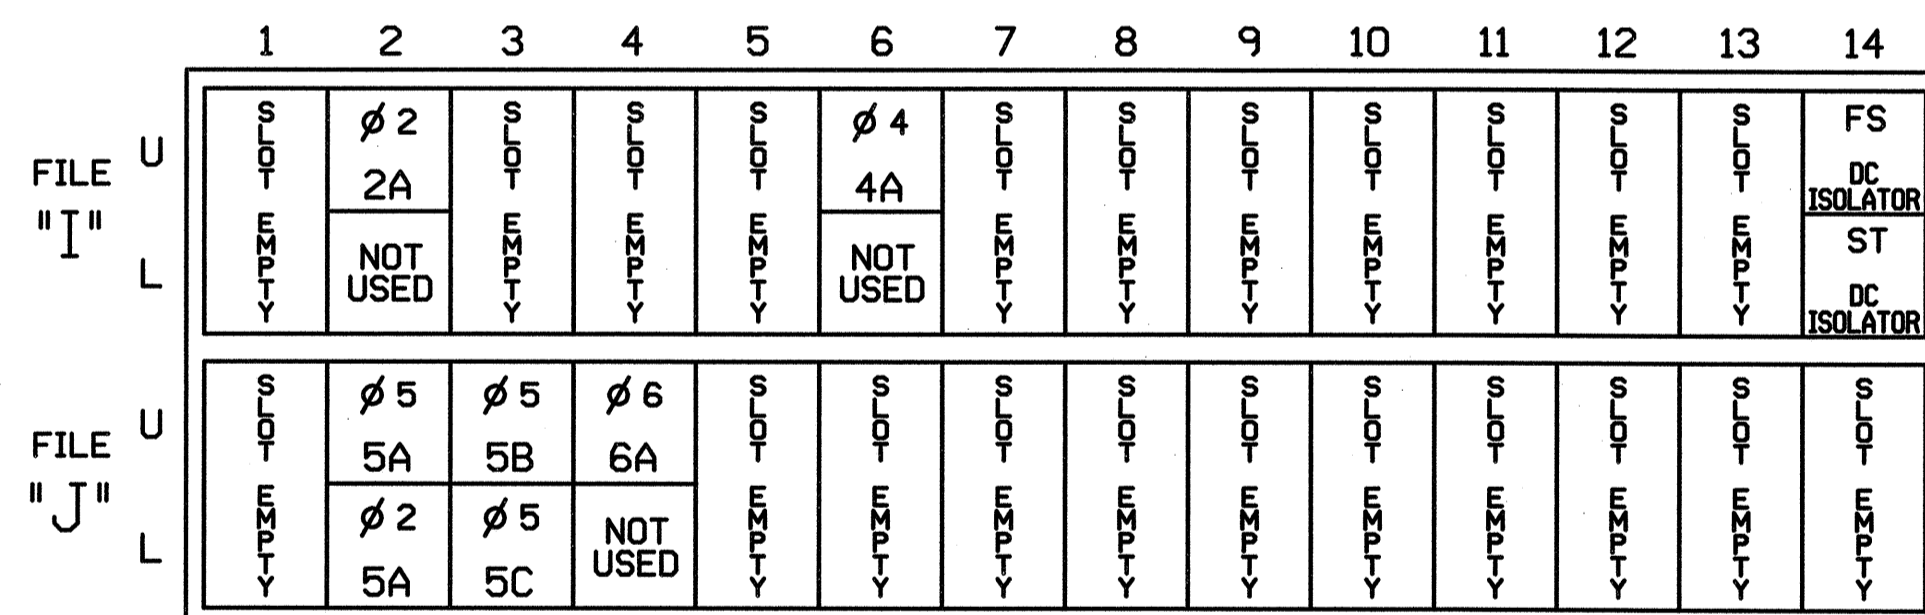 1 2 3 4 5 6 7 8 9 10 11 12 13 14
FILE "I"
U
L
SLOT EMPTY
ø 2
2A
NOT USED
SLOT EMPTY
SLOT EMPTY
SLOT EMPTY
ø 4
4A
NOT USED
SLOT EMPTY
SLOT EMPTY
SLOT EMPTY
SLOT EMPTY
SLOT EMPTY
SLOT EMPTY
SLOT EMPTY
FS
DC
ISOLATOR
ST
DC
ISOLATOR
FILE "J"
U
L
SLOT EMPTY
ø 5
5A
ø 2
5A
ø 5
5B
ø 5
5C
ø 6
6A
NOT USED
SLOT EMPTY
SLOT EMPTY
SLOT EMPTY
SLOT EMPTY
SLOT EMPTY
SLOT EMPTY
SLOT EMPTY
SLOT EMPTY
SLOT EMPTY
SLOT EMPTY